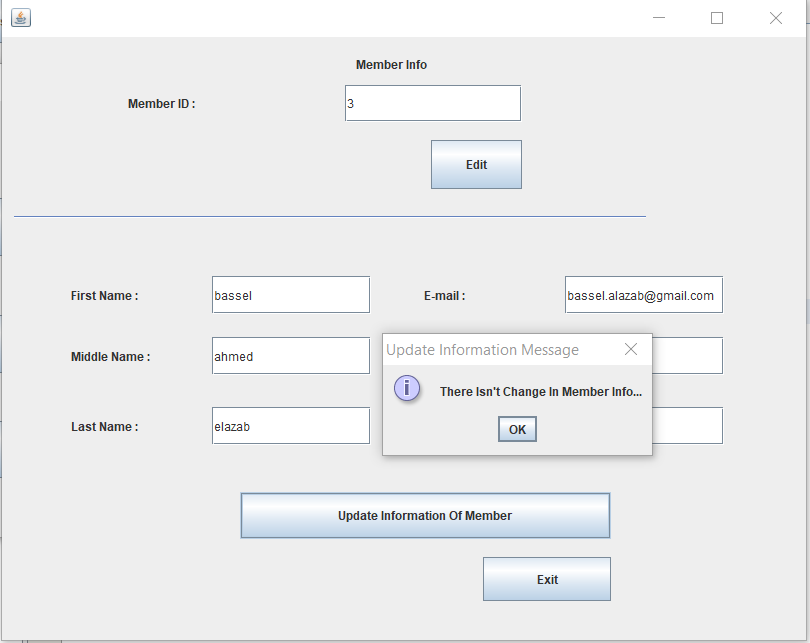 Member Info
Member ID :
3
Edit
First Name :
bassel
E-mail :
bassel.alazab@gmail.com
Middle Name :
ahmed
Update Information Message
There Isn't Change In Member Info...
OK
Last Name :
elazab
Update Information Of Member
Exit